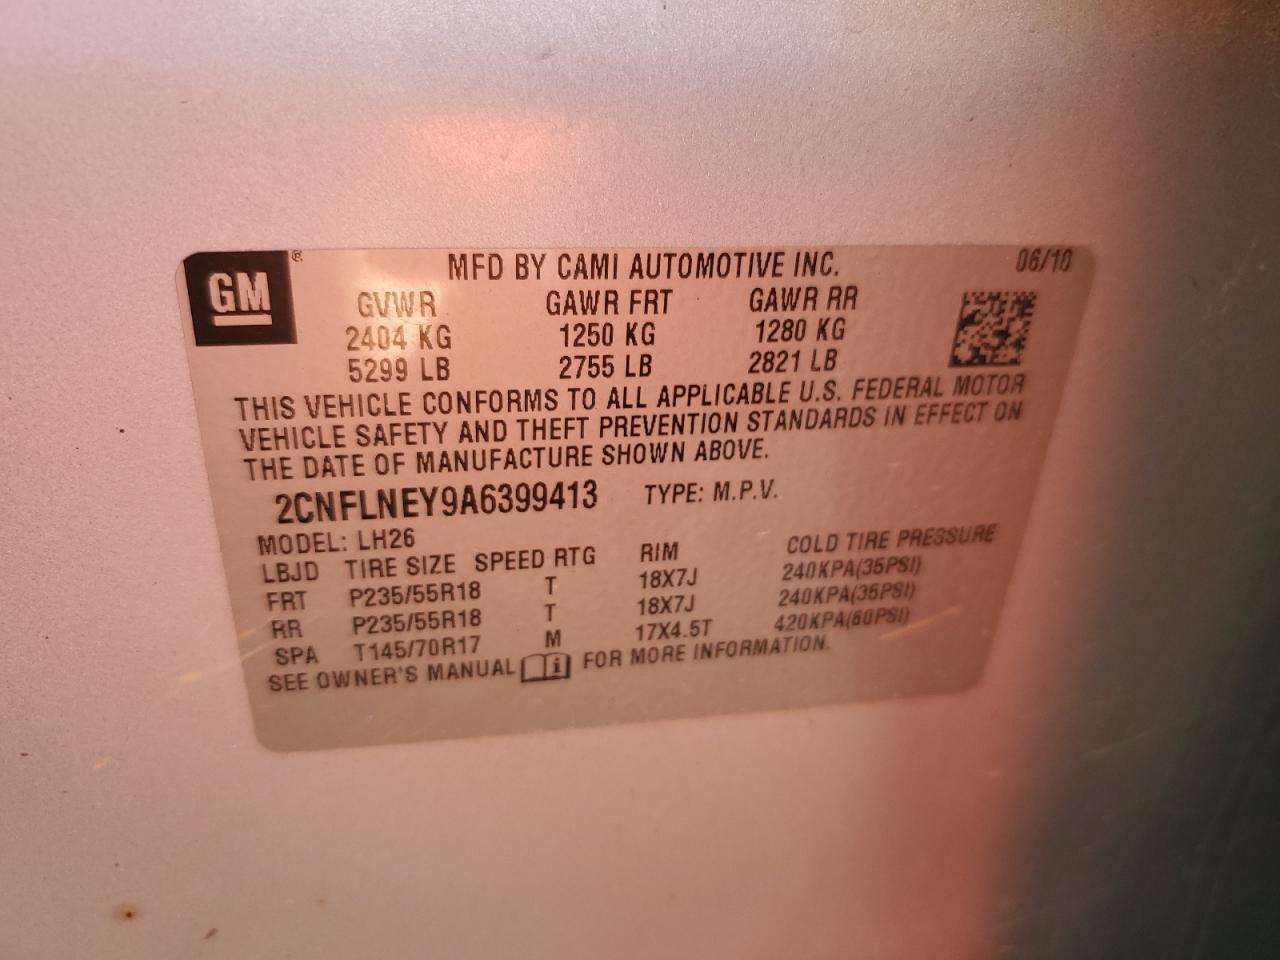 GM ®
MFD BY CAMI AUTOMOTIVE INC. 06/10
GVWR GAWR FRT GAWR RR
2404 KG 1250 KG 1280 KG
5299 LB 2755 LB 2821 LB
THIS VEHICLE CONFORMS TO ALL APPLICABLE U.S. FEDERAL MOTOR
VEHICLE SAFETY AND THEFT PREVENTION STANDARDS IN EFFECT ON
THE DATE OF MANUFACTURE SHOWN ABOVE.
2CNFLNEY9A6399413 TYPE: M.P.V.
MODEL: LH26
LBJD TIRE SIZE SPEED RTG RIM COLD TIRE PRESSURE
FRT P235/55R18 T 18X7J 240KPA(35PSI)
RR P235/55R18 T 18X7J 240KPA(35PSI)
SPA T145/70R17 M 17X4.5T 420KPA(60PSI)
SEE OWNER'S MANUAL i FOR MORE INFORMATION.